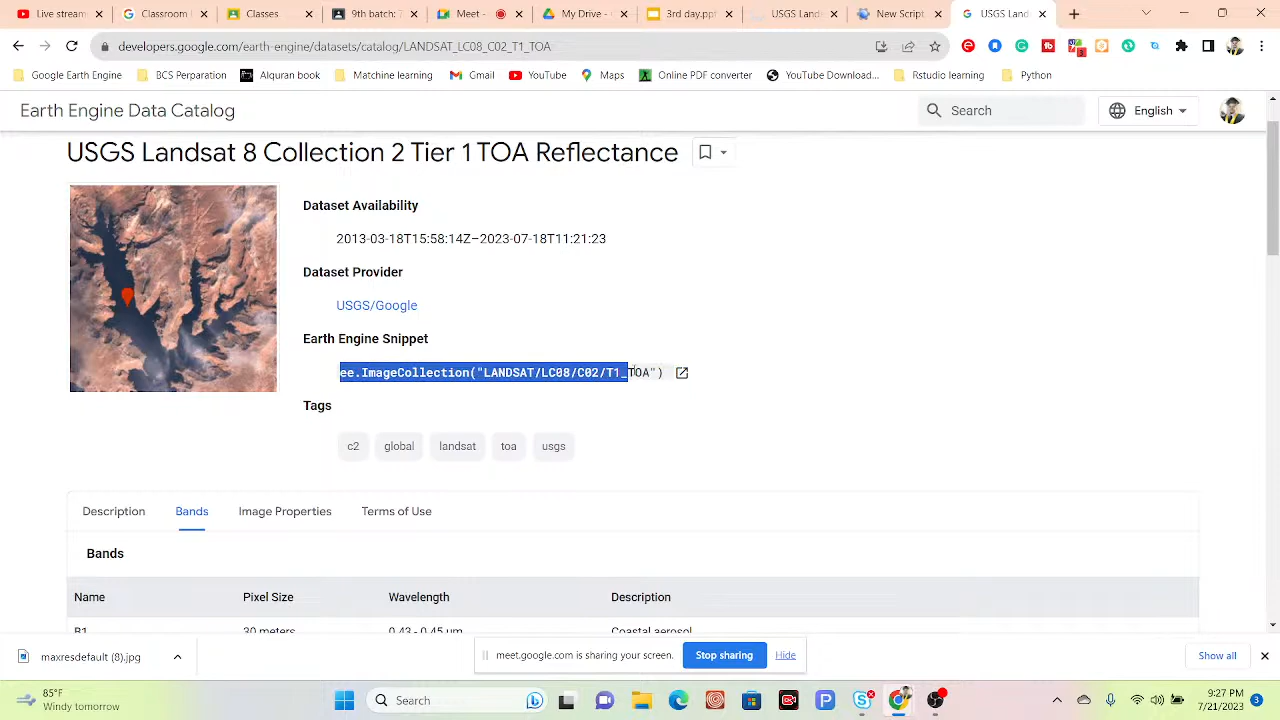 Live stream
Classroom
Classes
9th batch
Meet -
My Drive -
3rd day.ppt
USGS Land
New Script
USGS Land
developers.google.com/earthengine/datasets/catalog/LANDSAT_LC08_C02_T1_TOA
Google Earth Engine
BCS Perparation
Alquran book
Matchine learning
Gmail
YouTube
Maps
Online PDF converter
YouTube Download...
Rstudio learning
Python
Earth Engine Data Catalog
Search
English
USGS Landsat 8 Collection 2 Tier 1 TOA Reflectance
Dataset Availability
2013-03-18T15:58:14Z–2023-07-18T11:21:23
Dataset Provider
USGS/Google
Earth Engine Snippet
ee.ImageCollection("LANDSAT/LC08/C02/T1_TOA")
Tags
c2 global landsat toa usgs
Description Bands Image Properties Terms of Use
Bands
Name Pixel Size Wavelength Description
B1 30 meters 0.43 - 0.45 µm Coastal aerosol
maxresdefault (8).jpg
meet.google.com is sharing your screen.
Stop sharing
Hide
Show all
85°F
Windy tomorrow
Search
9:27 PM
7/21/2023
3